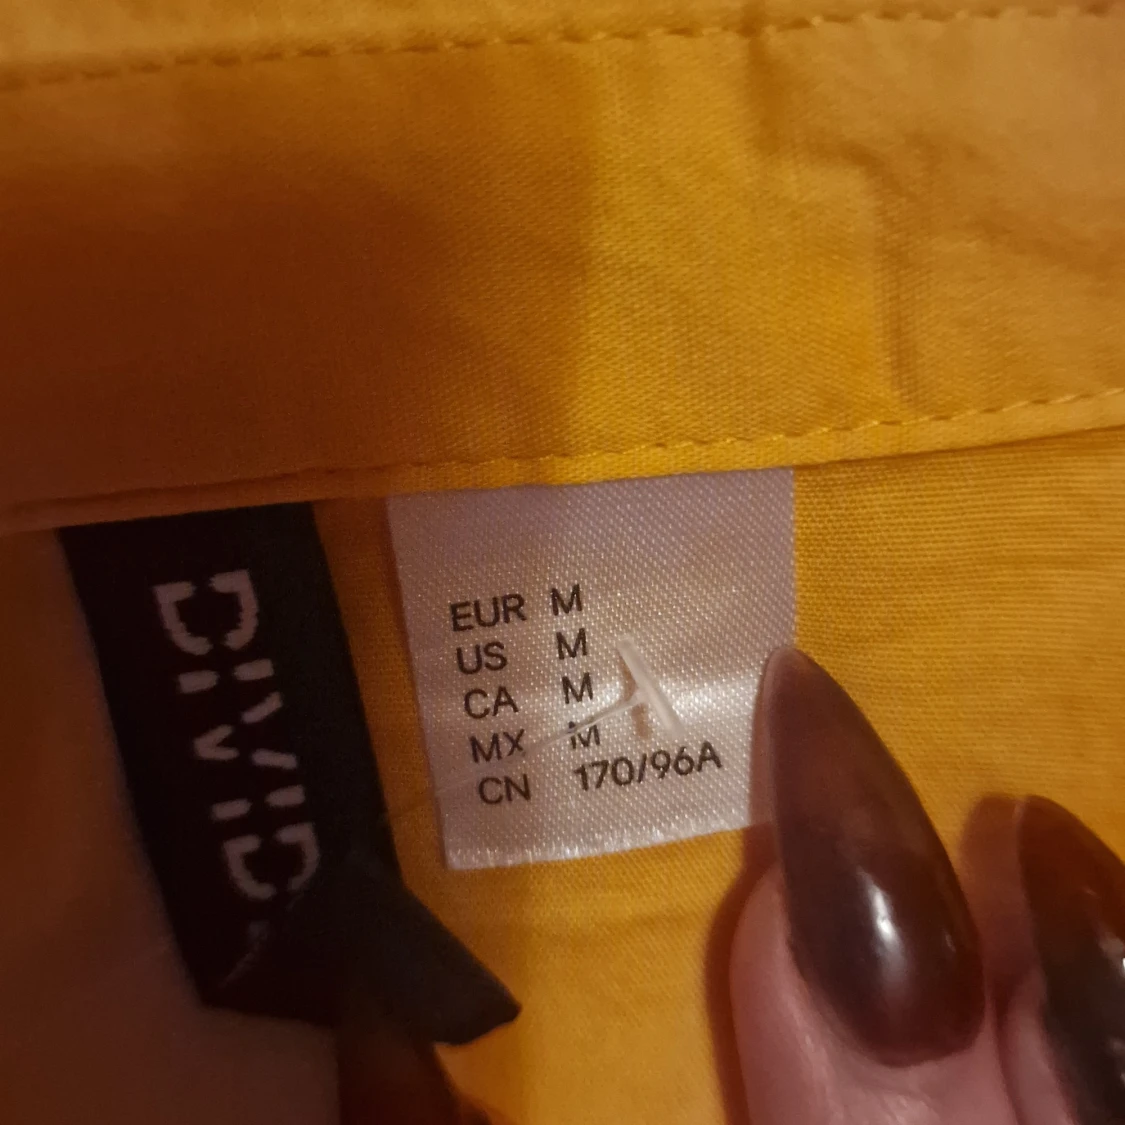 DIVID
EUR M
US M
CA M
MX M
CN 170/96A